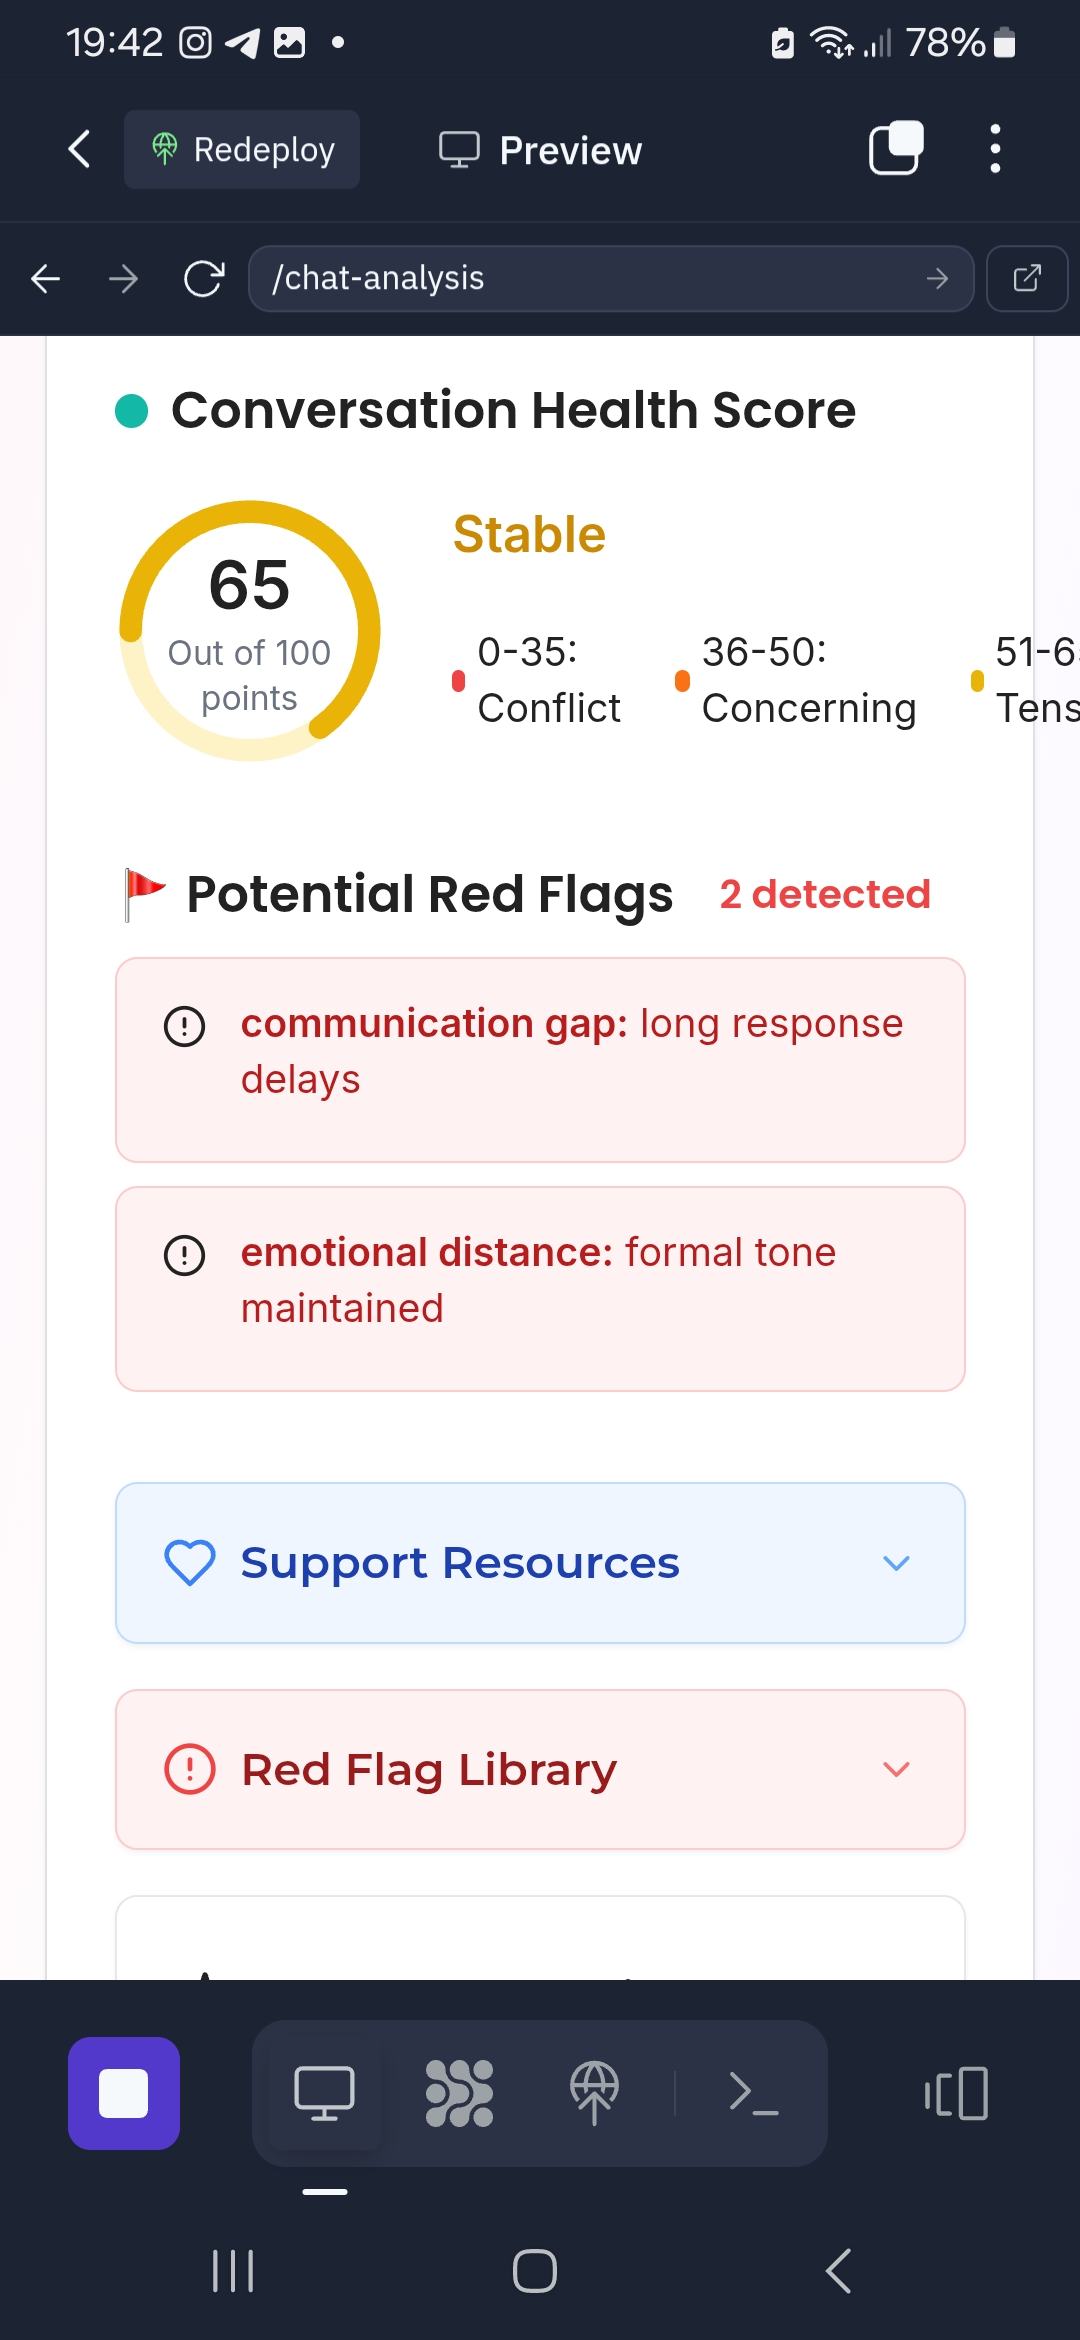 19:42
78%
Redeploy
Preview
/chat-analysis
Conversation Health Score
65
Out of 100
points
Stable
0-35:
Conflict
36-50:
Concerning
51-6
Tens
Potential Red Flags
2 detected
communication gap: long response
delays
emotional distance: formal tone
maintained
Support Resources
Red Flag Library